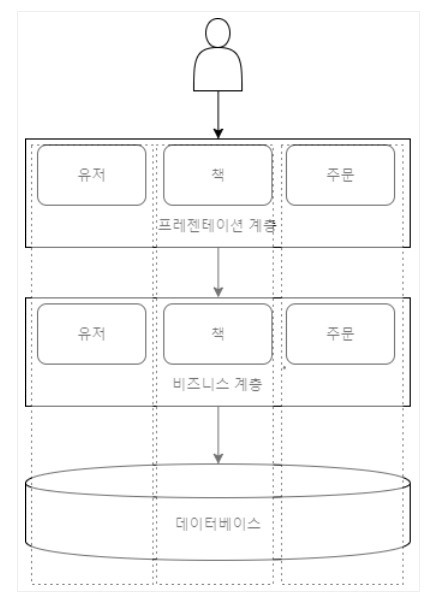 유저
책
주문
프레젠테이션 계층
유저
책
주문
비즈니스 계층
데이터베이스